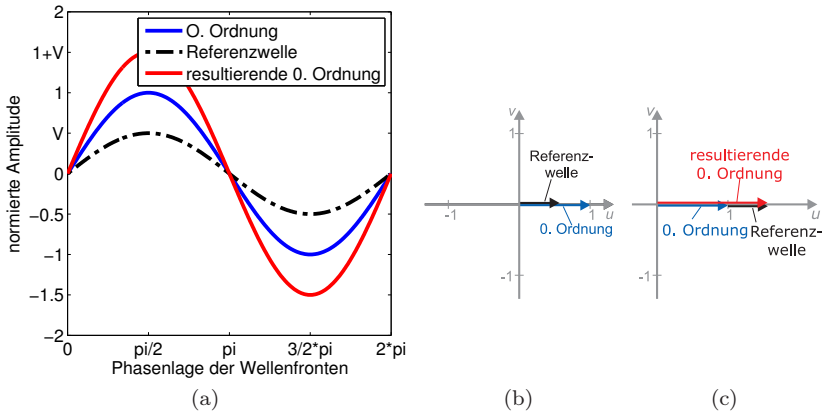 2
1+V
1
V
0
−0.5
−1
−1.5
−2
normierte Amplitude
O. Ordnung
Referenzwelle
resultierende 0. Ordnung
0
pi/2
pi
3/2*pi
2*pi
Phasenlage der Wellenfronten
(a)
v
1
Referenz-
welle
-1
1
u
0. Ordnung
-1
(b)
v
1
resultierende
0. Ordnung
1
u
0. Ordnung
Referenz-
welle
-1
(c)